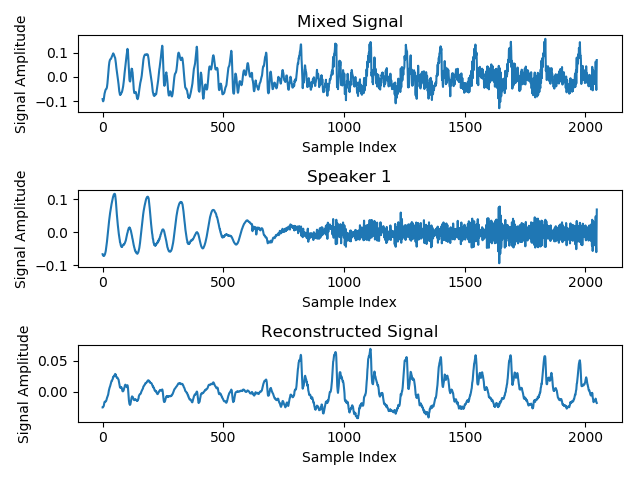 Mixed Signal
Signal Amplitude
0.1
0.0
−0.1
0
500
1000
1500
2000
Sample Index
Speaker 1
Signal Amplitude
0.1
0.0
−0.1
0
500
1000
1500
2000
Sample Index
Reconstructed Signal
Signal Amplitude
0.05
0.00
0
500
1000
1500
2000
Sample Index